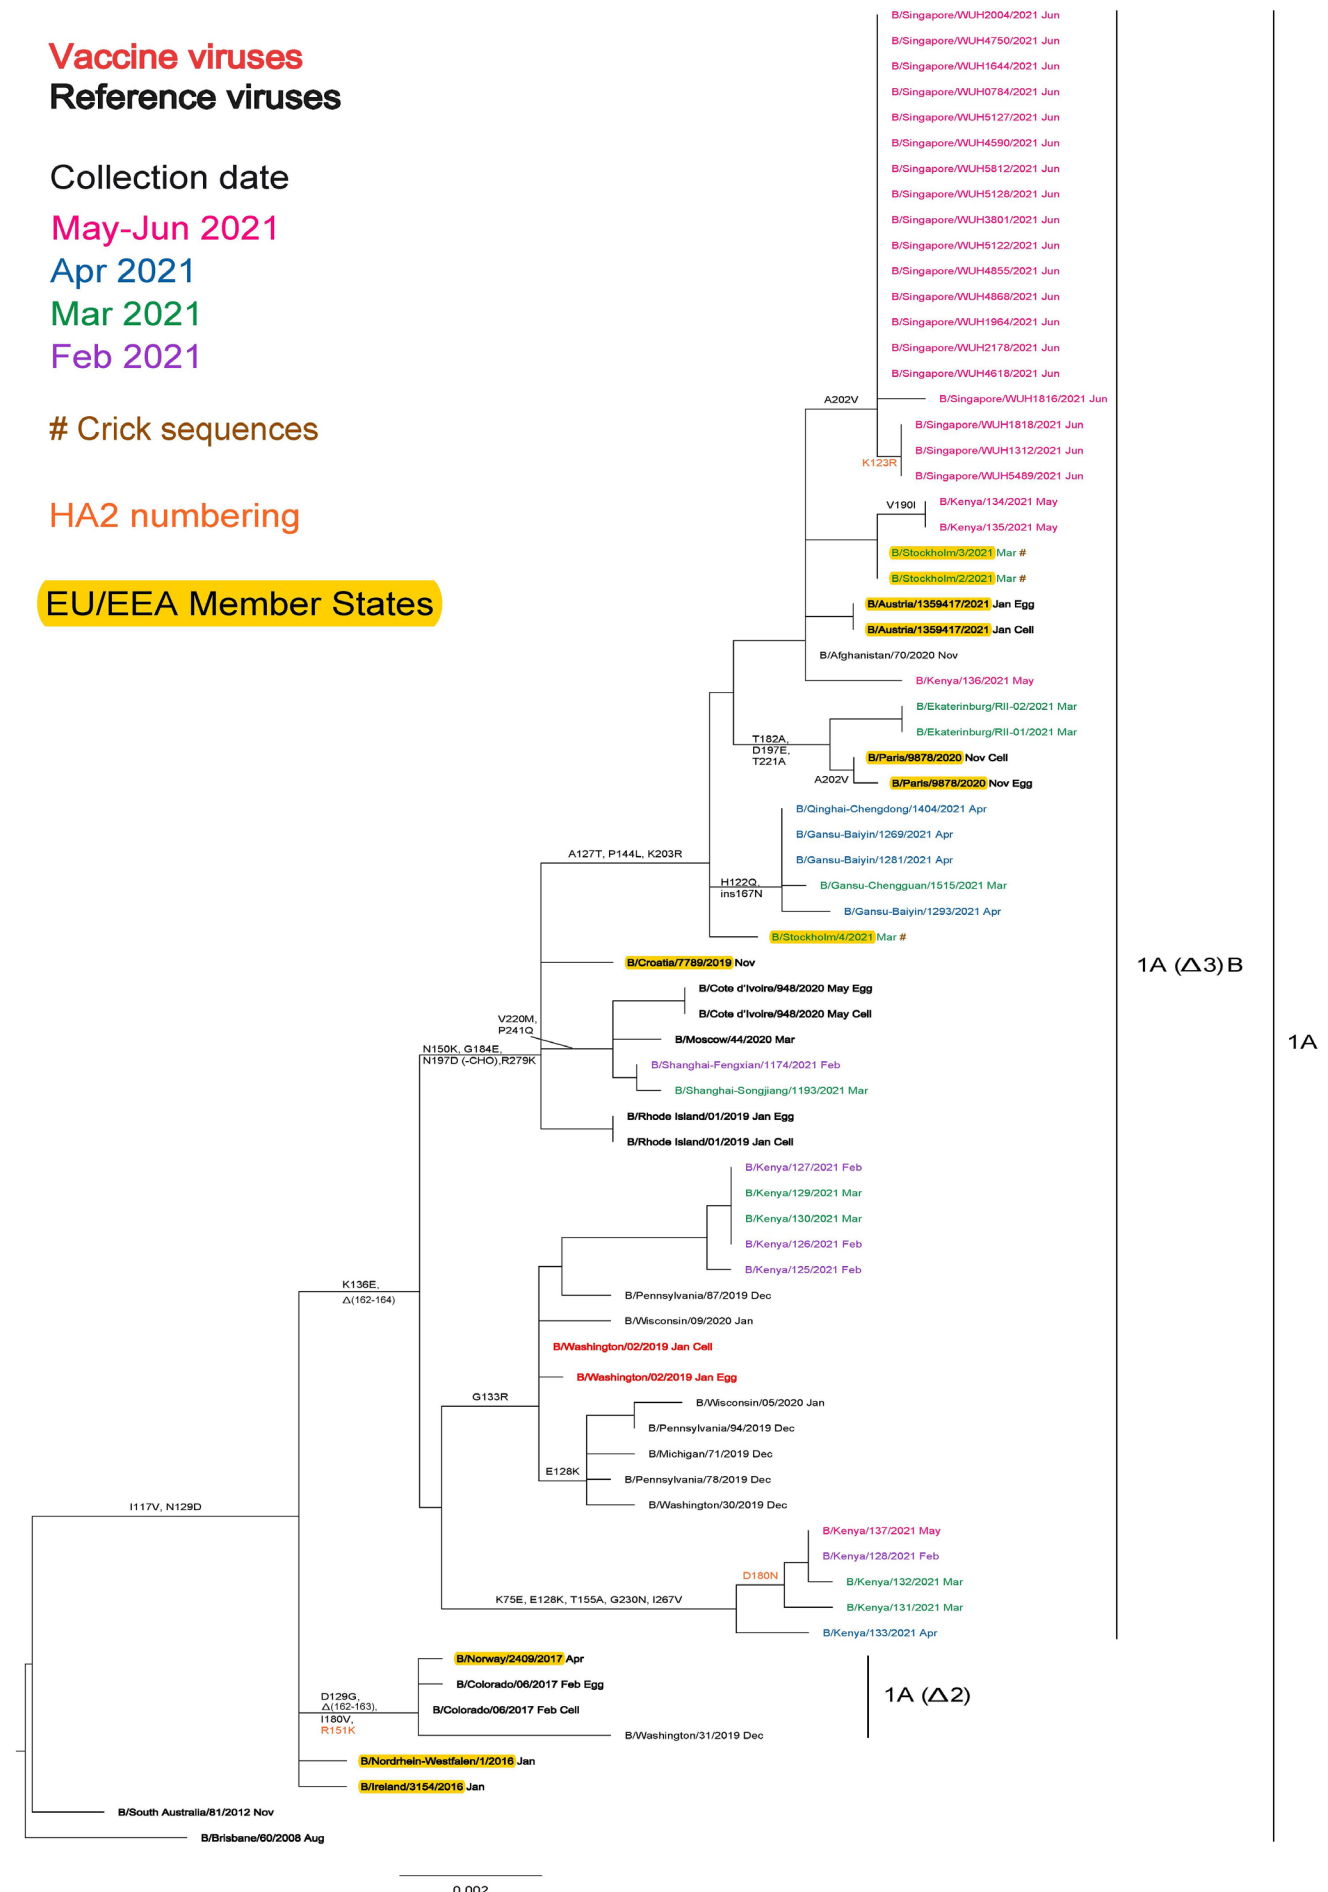 Vaccine viruses
Reference viruses
Collection date
May-Jun 2021
Apr 2021
Mar 2021
Feb 2021
# Crick sequences
HA2 numbering
EU/EEA Member States
B/Singapore/WUH2004/2021 Jun
B/Singapore/WUH4750/2021 Jun
B/Singapore/WUH1644/2021 Jun
B/Singapore/WUH0784/2021 Jun
B/Singapore/WUH5127/2021 Jun
B/Singapore/WUH4590/2021 Jun
B/Singapore/WUH5812/2021 Jun
B/Singapore/WUH5128/2021 Jun
B/Singapore/WUH3801/2021 Jun
B/Singapore/WUH5122/2021 Jun
B/Singapore/WUH4855/2021 Jun
B/Singapore/WUH4868/2021 Jun
B/Singapore/WUH1964/2021 Jun
B/Singapore/WUH2178/2021 Jun
B/Singapore/WUH4618/2021 Jun
A202V
B/Singapore/WUH1816/2021 Jun
B/Singapore/WUH1818/2021 Jun
B/Singapore/WUH1312/2021 Jun
K123R
B/Singapore/WUH5489/2021 Jun
V190I
B/Kenya/134/2021 May
B/Kenya/135/2021 May
B/Stockholm/3/2021 Mar #
B/Stockholm/2/2021 Mar #
B/Austria/1359417/2021 Jan Egg
B/Austria/1359417/2021 Jan Cell
B/Afghanistan/70/2020 Nov
B/Kenya/136/2021 May
B/Ekaterinburg/RII-02/2021 Mar
B/Ekaterinburg/RII-01/2021 Mar
T182A,
D197E,
T221A
B/Paris/9878/2020 Nov Cell
A202V
B/Paris/9878/2020 Nov Egg
B/Qinghai-Chengdong/1404/2021 Apr
B/Gansu-Baiyin/1269/2021 Apr
A127T, P144L, K203R
B/Gansu-Baiyin/1281/2021 Apr
H122Q,
ins167N
B/Gansu-Chengguan/1515/2021 Mar
B/Gansu-Baiyin/1293/2021 Apr
B/Stockholm/4/2021 Mar #
B/Croatia/7789/2019 Nov
1A (Δ3) B
B/Cote d'Ivoire/948/2020 May Egg
B/Cote d'Ivoire/948/2020 May Cell
V220M,
P241Q
B/Moscow/44/2020 Mar
1A
N150K, G184E,
N197D (-CHO),R279K
B/Shanghai-Fengxian/1174/2021 Feb
B/Shanghai-Songjiang/1193/2021 Mar
B/Rhode Island/01/2019 Jan Egg
B/Rhode Island/01/2019 Jan Cell
B/Kenya/127/2021 Feb
B/Kenya/129/2021 Mar
B/Kenya/130/2021 Mar
B/Kenya/126/2021 Feb
B/Kenya/125/2021 Feb
K136E,
Δ(162-164)
B/Pennsylvania/87/2019 Dec
B/Wisconsin/09/2020 Jan
B/Washington/02/2019 Jan Cell
B/Washington/02/2019 Jan Egg
G133R
B/Wisconsin/05/2020 Jan
B/Pennsylvania/94/2019 Dec
B/Michigan/71/2019 Dec
E128K
B/Pennsylvania/78/2019 Dec
B/Washington/30/2019 Dec
I117V, N129D
B/Kenya/137/2021 May
B/Kenya/128/2021 Feb
D180N
B/Kenya/132/2021 Mar
K75E, E128K, T155A, G230N, I267V
B/Kenya/131/2021 Mar
B/Kenya/133/2021 Apr
B/Norway/2409/2017 Apr
B/Colorado/06/2017 Feb Egg
1A (Δ2)
D129G,
Δ(162-163),
I180V,
R151K
B/Colorado/06/2017 Feb Cell
B/Washington/31/2019 Dec
B/Nordrhein-Westfalen/1/2016 Jan
B/Ireland/3154/2016 Jan
B/South Australia/81/2012 Nov
B/Brisbane/60/2008 Aug
0.002